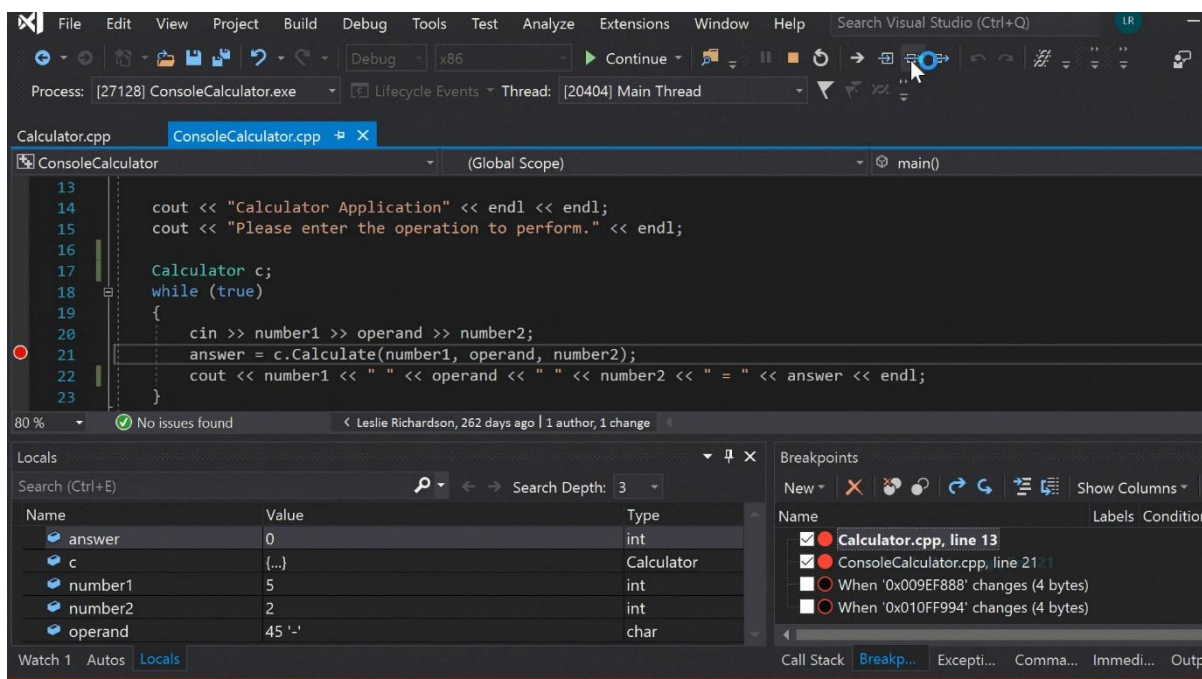 File Edit View Project Build Debug Tools Test Analyze Extensions Window Help Search Visual Studio (Ctrl+Q) LR
Debug x86 Continue
Process: [27128] ConsoleCalculator.exe Lifecycle Events Thread: [20404] Main Thread
Calculator.cpp ConsoleCalculator.cpp
ConsoleCalculator (Global Scope) main()
13
14 cout << "Calculator Application" << endl << endl;
15 cout << "Please enter the operation to perform." << endl;
16
17 Calculator c;
18 while (true)
19 {
20 cin >> number1 >> operand >> number2;
21 answer = c.Calculate(number1, operand, number2);
22 cout << number1 << " " << operand << " " << number2 << " = " << answer << endl;
23 }
80 % No issues found < Leslie Richardson, 262 days ago | 1 author, 1 change
Locals Breakpoints
Search (Ctrl+E) Search Depth: 3 New Show Columns
Name Value Type Name Labels Condition
answer 0 int Calculator.cpp, line 13
c {...} Calculator ConsoleCalculator.cpp, line 21
number1 5 int When '0x009EF888' changes (4 bytes)
number2 2 int When '0x010FF994' changes (4 bytes)
operand 45 '-' char
Watch 1 Autos Locals Call Stack Breakp... Excepti... Comma... Immedi... Outp